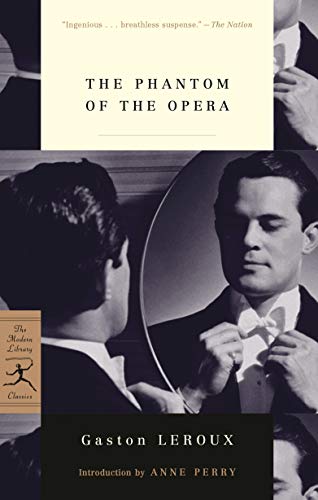 "Ingenious . . . breathless suspense." —The Nation
THE PHANTOM
OF THE OPERA
The
Modern Library
Classics
Gaston LEROUX
Introduction by ANNE PERRY